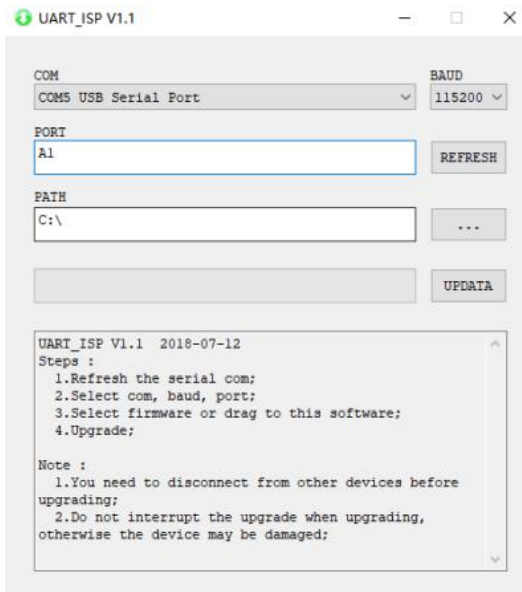 UART_ISP V1.1
COM
BAUD
COM5 USB Serial Port
115200
PORT
A1
REFRESH
PATH
C:\
...
UPDATA
UART_ISP V1.1 2018-07-12
Steps :
1.Refresh the serial com;
2.Select com, baud, port;
3.Select firmware or drag to this software;
4.Upgrade;
Note :
1.You need to disconnect from other devices before
upgrading;
2.Do not interrupt the upgrade when upgrading,
otherwise the device may be damaged;